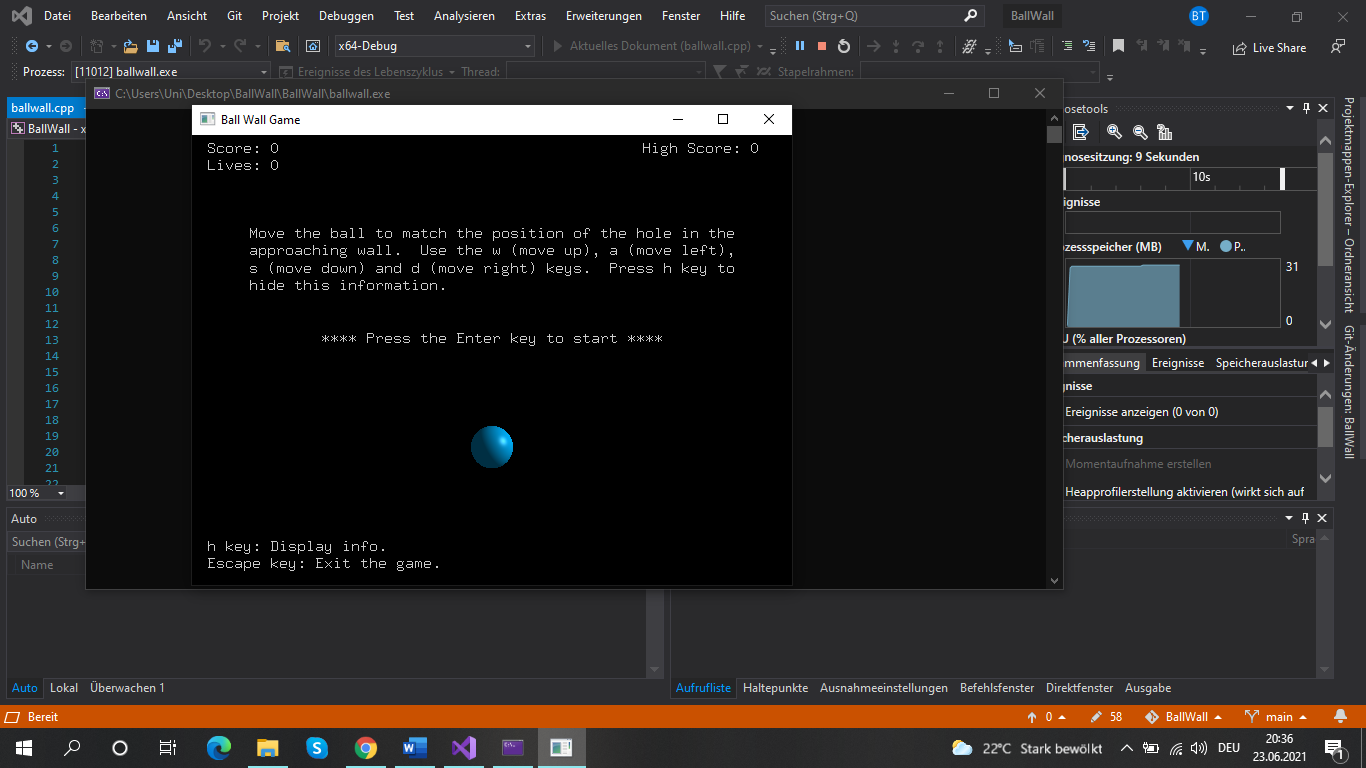 Datei Bearbeiten Ansicht Git Projekt Debuggen Test Analysieren Extras Erweiterungen Fenster Hilfe Suchen (Strg+Q) BallWall BT
x64-Debug Aktuelles Dokument (ballwall.cpp) Live Share
Prozess: [11012] ballwall.exe Ereignisse des Lebenszyklus Thread: Stapelrahmen:
C:\Users\Uni\Desktop\BallWall\BallWall\ballwall.exe
ballwall.cpp
BallWall - x
1
2
3
4
5
6
7
8
9
10
11
12
13
14
15
16
17
18
19
20
21
22
100 %
Ball Wall Game
Score: 0 High Score: 0
Lives: 0
Move the ball to match the position of the hole in the
approaching wall. Use the w (move up), a (move left),
s (move down) and d (move right) keys. Press h key to
hide this information.
**** Press the Enter key to start ****
h key: Display info.
Escape key: Exit the game.
osetools
nosesitzung: 9 Sekunden
10s
ignisse
ozessspeicher (MB) M. P..
31
0
U (% aller Prozessoren)
mmenfassung Ereignisse Speicherauslastur
nisse
Ereignisse anzeigen (0 von 0)
cherauslastung
Momentaufnahme erstellen
Heapprofilerstellung aktivieren (wirkt sich auf
Projektmappen-Explorer – Ordneransicht
Git-Änderungen: BallWall
Auto
Suchen (Strg+
Name
Spra
Auto Lokal Überwachen 1
Aufrufliste Haltepunkte Ausnahmeeinstellungen Befehlsfenster Direktfenster Ausgabe
Bereit 0 58 BallWall main
22°C Stark bewölkt DEU 20:36
23.06.2021 1